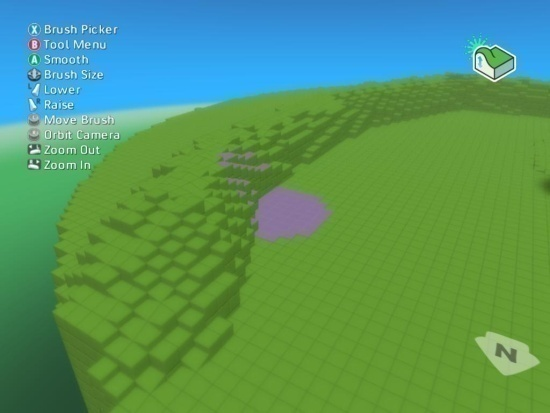 X Brush Picker
B Tool Menu
A Smooth
Brush Size
L Lower
R Raise
Move Brush
Orbit Camera
Zoom Out
Zoom In
N